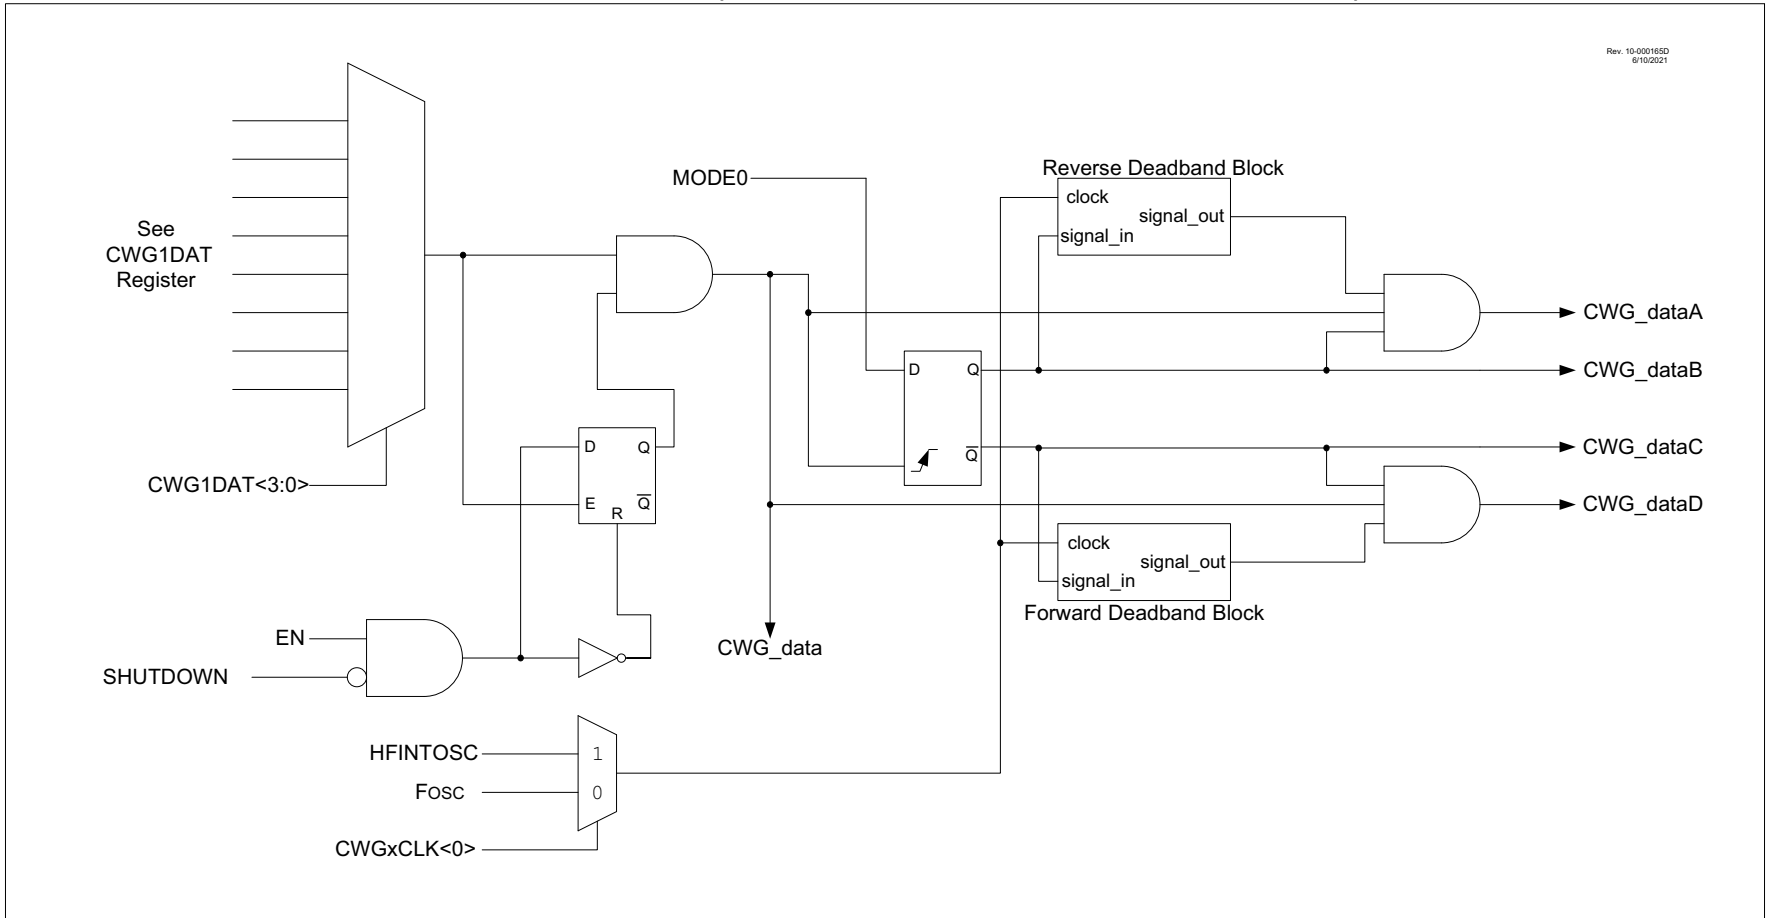 Rev. 10-000165D
6/10/2021
Reverse Deadband Block
MODE0
clock
signal_out
signal_in
See
CWG1DAT
Register
CWG_dataA
D
Q
CWG_dataB
Q
CWG_dataC
D
Q
CWG1DAT<3:0>
E
Q
R
CWG_dataD
clock
signal_out
signal_in
Forward Deadband Block
EN
CWG_data
SHUTDOWN
HFINTOSC
1
FOSC
0
CWGxCLK<0>